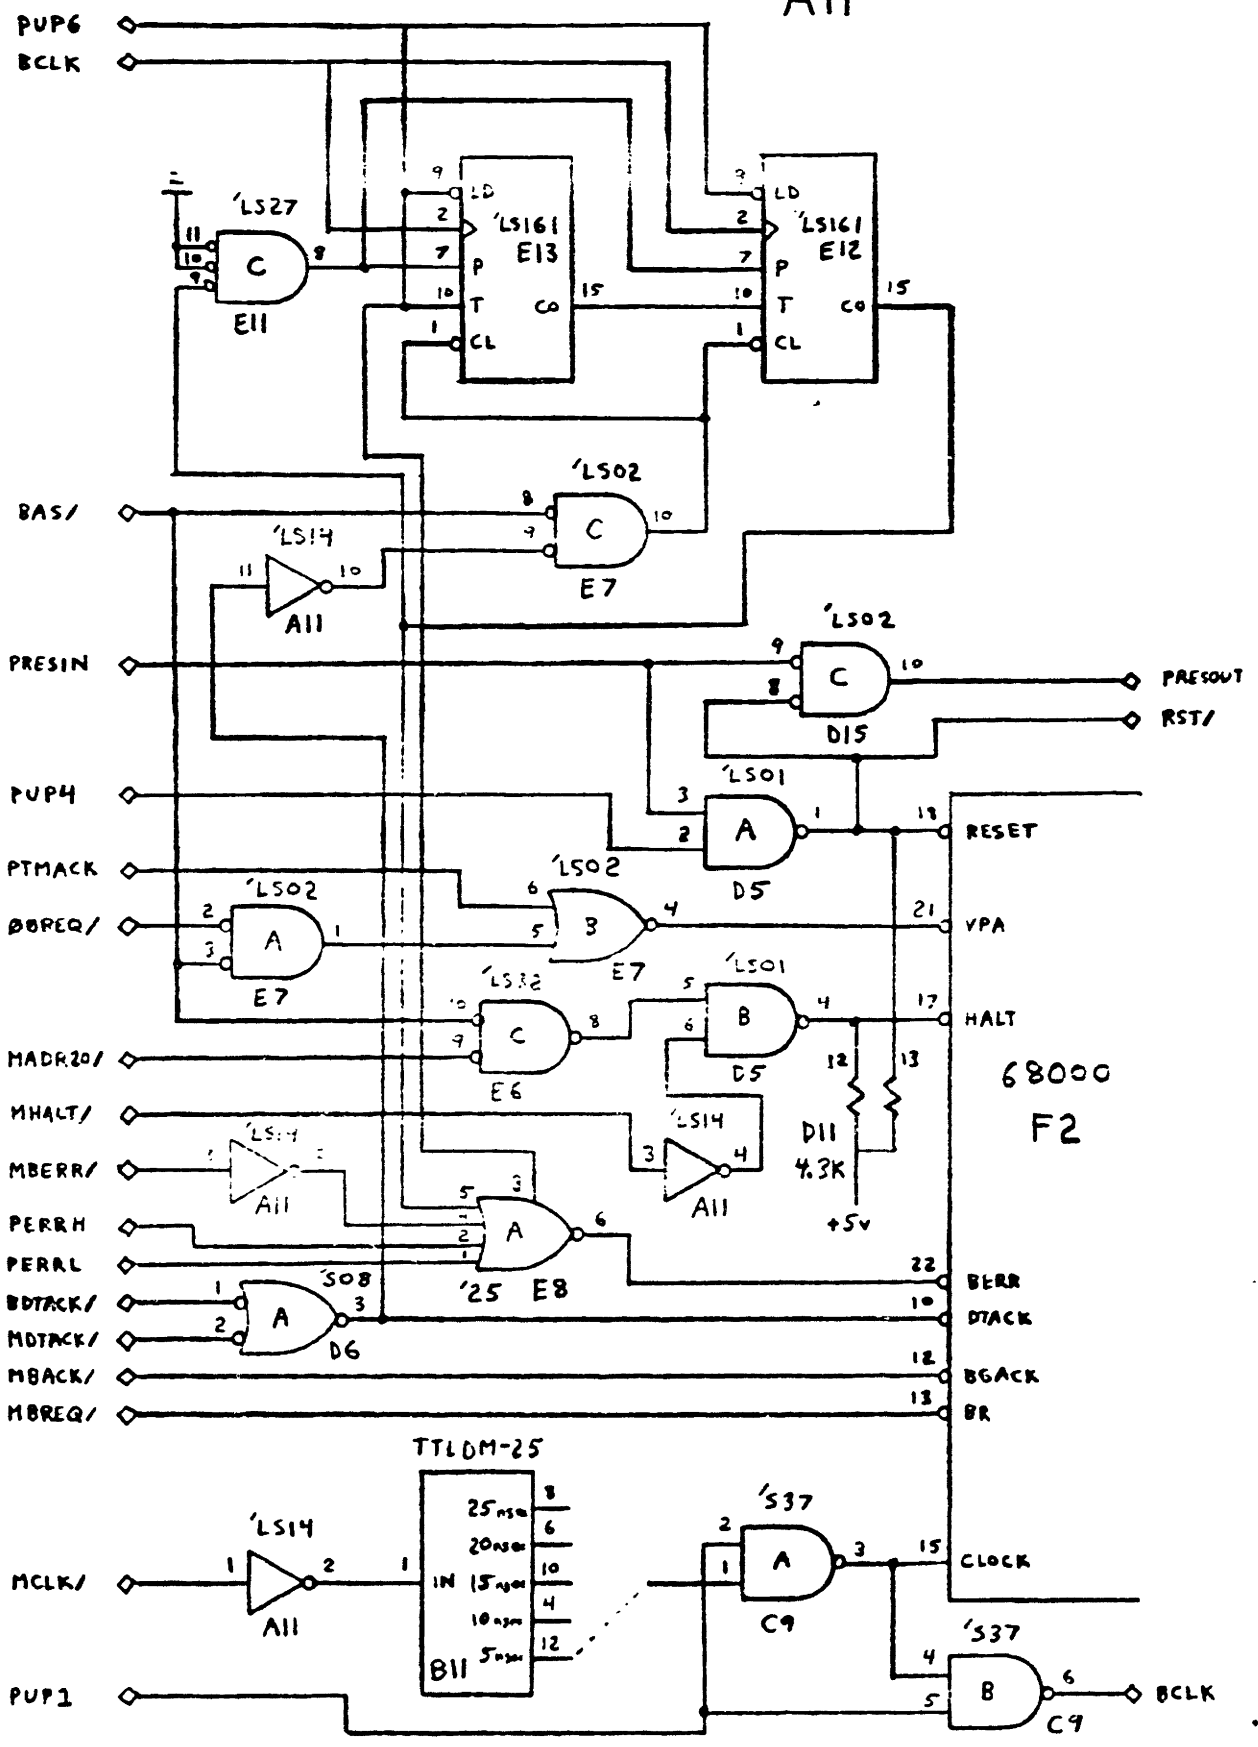 A11
PUP6
BCLK
'LS27
11
10
9
C
8
E11
9
LD
2
'LS161
E13
7
P
10
T
CO
15
1
CL
LD
2
'LS161
E12
7
P
10
T
CO
15
1
CL
BAS/
'LS02
8
9
C
10
E7
'LS14
11
10
A11
PRESIN
'LS02
9
8
C
10
D15
PRESOUT
RST/
PUP4
'LS01
3
2
A
1
D5
18
RESET
PTMACK
'LS02
6
5
B
4
E7
21
VPA
BBREQ/
'LS02
2
3
A
1
E7
'LS32
10
9
C
8
E6
'LS01
5
6
B
4
D5
17
HALT
MADR20/
12
13
D11
4.3K
+5v
68000
F2
MHALT/
'LS14
3
4
A11
MBERR/
'LS14
A11
PERRH
PERRL
5
3
2
1
A
6
'25
E8
22
BERR
BDTACK/
MDTACK/
'S08
1
2
A
3
D6
10
DTACK
MBACK/
12
BGACK
MBREQ/
13
BR
TTLDM-25
25nsec
8
20nsec
6
1
IN
15nsec
10
10nsec
4
5nsec
12
B11
MCLK/
'LS14
1
2
A11
'S37
2
1
A
3
C9
15
CLOCK
PUP1
'S37
4
5
B
6
C9
BCLK